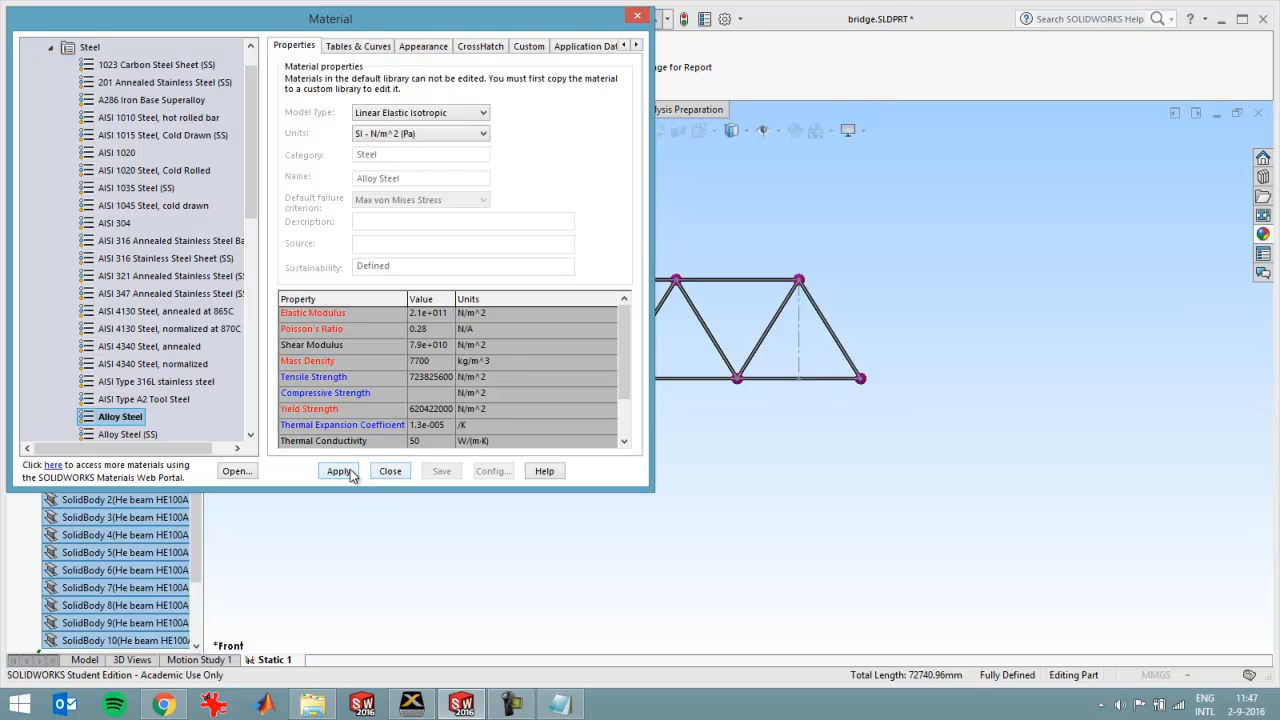 Material
bridge.SLDPRT *
Search SOLIDWORKS Help
?
Steel
1023 Carbon Steel Sheet (SS)
201 Annealed Stainless Steel (SS)
A286 Iron Base Superalloy
AISI 1010 Steel, hot rolled bar
AISI 1015 Steel, Cold Drawn (SS)
AISI 1020
AISI 1020 Steel, Cold Rolled
AISI 1035 Steel (SS)
AISI 1045 Steel, cold drawn
AISI 304
AISI 316 Annealed Stainless Steel Ba
AISI 316 Stainless Steel Sheet (SS)
AISI 321 Annealed Stainless Steel (S
AISI 347 Annealed Stainless Steel (S
AISI 4130 Steel, annealed at 865C
AISI 4130 Steel, normalized at 870C
AISI 4340 Steel, annealed
AISI 4340 Steel, normalized
AISI Type 316L stainless steel
AISI Type A2 Tool Steel
Alloy Steel
Alloy Steel (SS)
Click here to access more materials using
the SOLIDWORKS Materials Web Portal.
Open...
Properties Tables & Curves Appearance CrossHatch Custom Application Dat
Material properties
Materials in the default library can not be edited. You must first copy the material
to a custom library to edit it.
Model Type: Linear Elastic Isotropic
Units: SI - N/m^2 (Pa)
Category: Steel
Name: Alloy Steel
Default failure
criterion: Max von Mises Stress
Description:
Source:
Sustainability: Defined
Property Value Units
Elastic Modulus 2.1e+011 N/m^2
Poisson's Ratio 0.28 N/A
Shear Modulus 7.9e+010 N/m^2
Mass Density 7700 kg/m^3
Tensile Strength 723825600 N/m^2
Compressive Strength N/m^2
Yield Strength 620422000 N/m^2
Thermal Expansion Coefficient 1.3e-005 /K
Thermal Conductivity 50 W/(m·K)
Apply Close Save Config... Help
nge for Report
alysis Preparation
SolidBody 2(He beam HE100A
SolidBody 3(He beam HE100A
SolidBody 4(He beam HE100A
SolidBody 5(He beam HE100A
SolidBody 6(He beam HE100A
SolidBody 7(He beam HE100A
SolidBody 8(He beam HE100A
SolidBody 9(He beam HE100A
SolidBody 10(He beam HE100
*Front
Model 3D Views Motion Study 1 Static 1
SOLIDWORKS Student Edition - Academic Use Only
Total Length: 72740.96mm Fully Defined Editing Part MMGS
SW 2016 SW 2016
ENG 11:47
INTL 2-9-2016